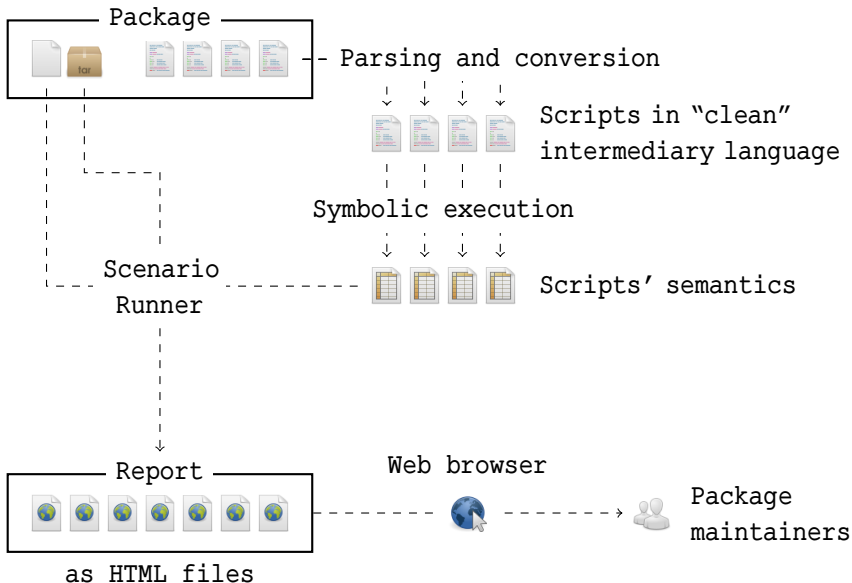 Package
tar
Parsing and conversion
Scripts in “clean”
intermediary language
Symbolic execution
Scenario
Runner
Scripts’ semantics
Report
Web browser
Package
maintainers
as HTML files